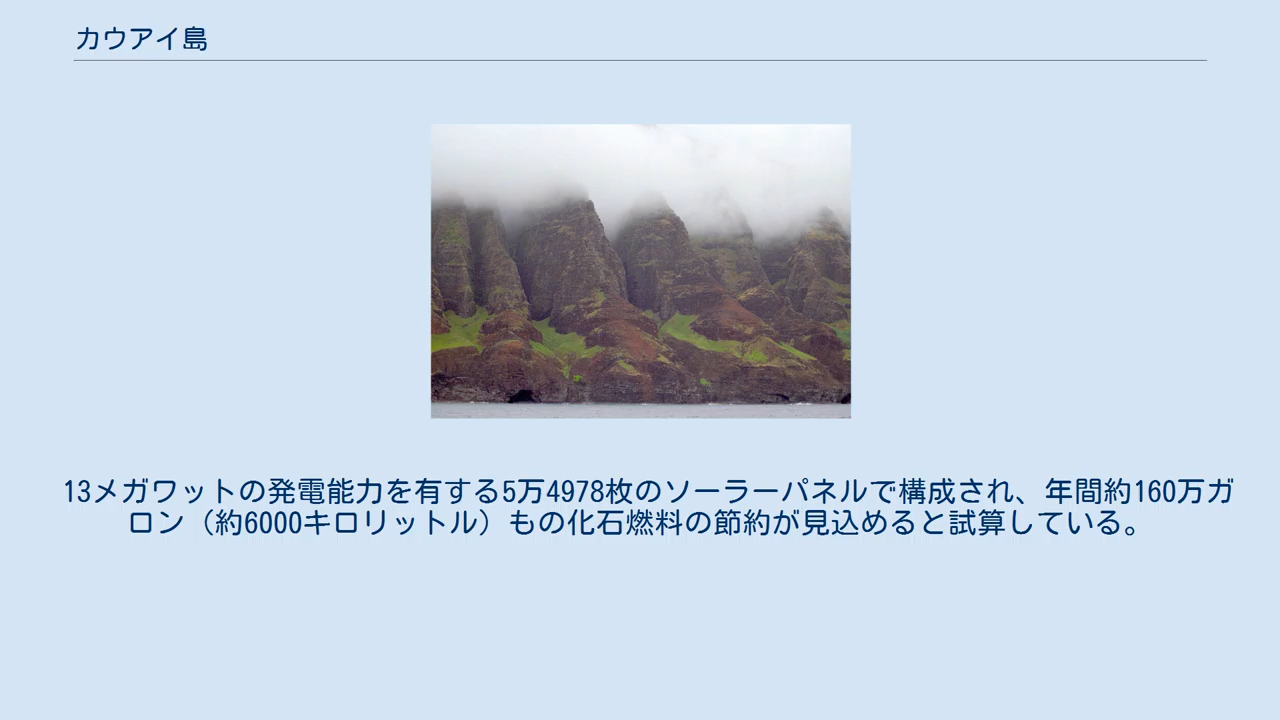 カウアイ島
13メガワットの発電能力を有する5万4978枚のソーラーパネルで構成され、年間約160万ガ
ロン（約6000キロリットル）もの化石燃料の節約が見込めると試算している。